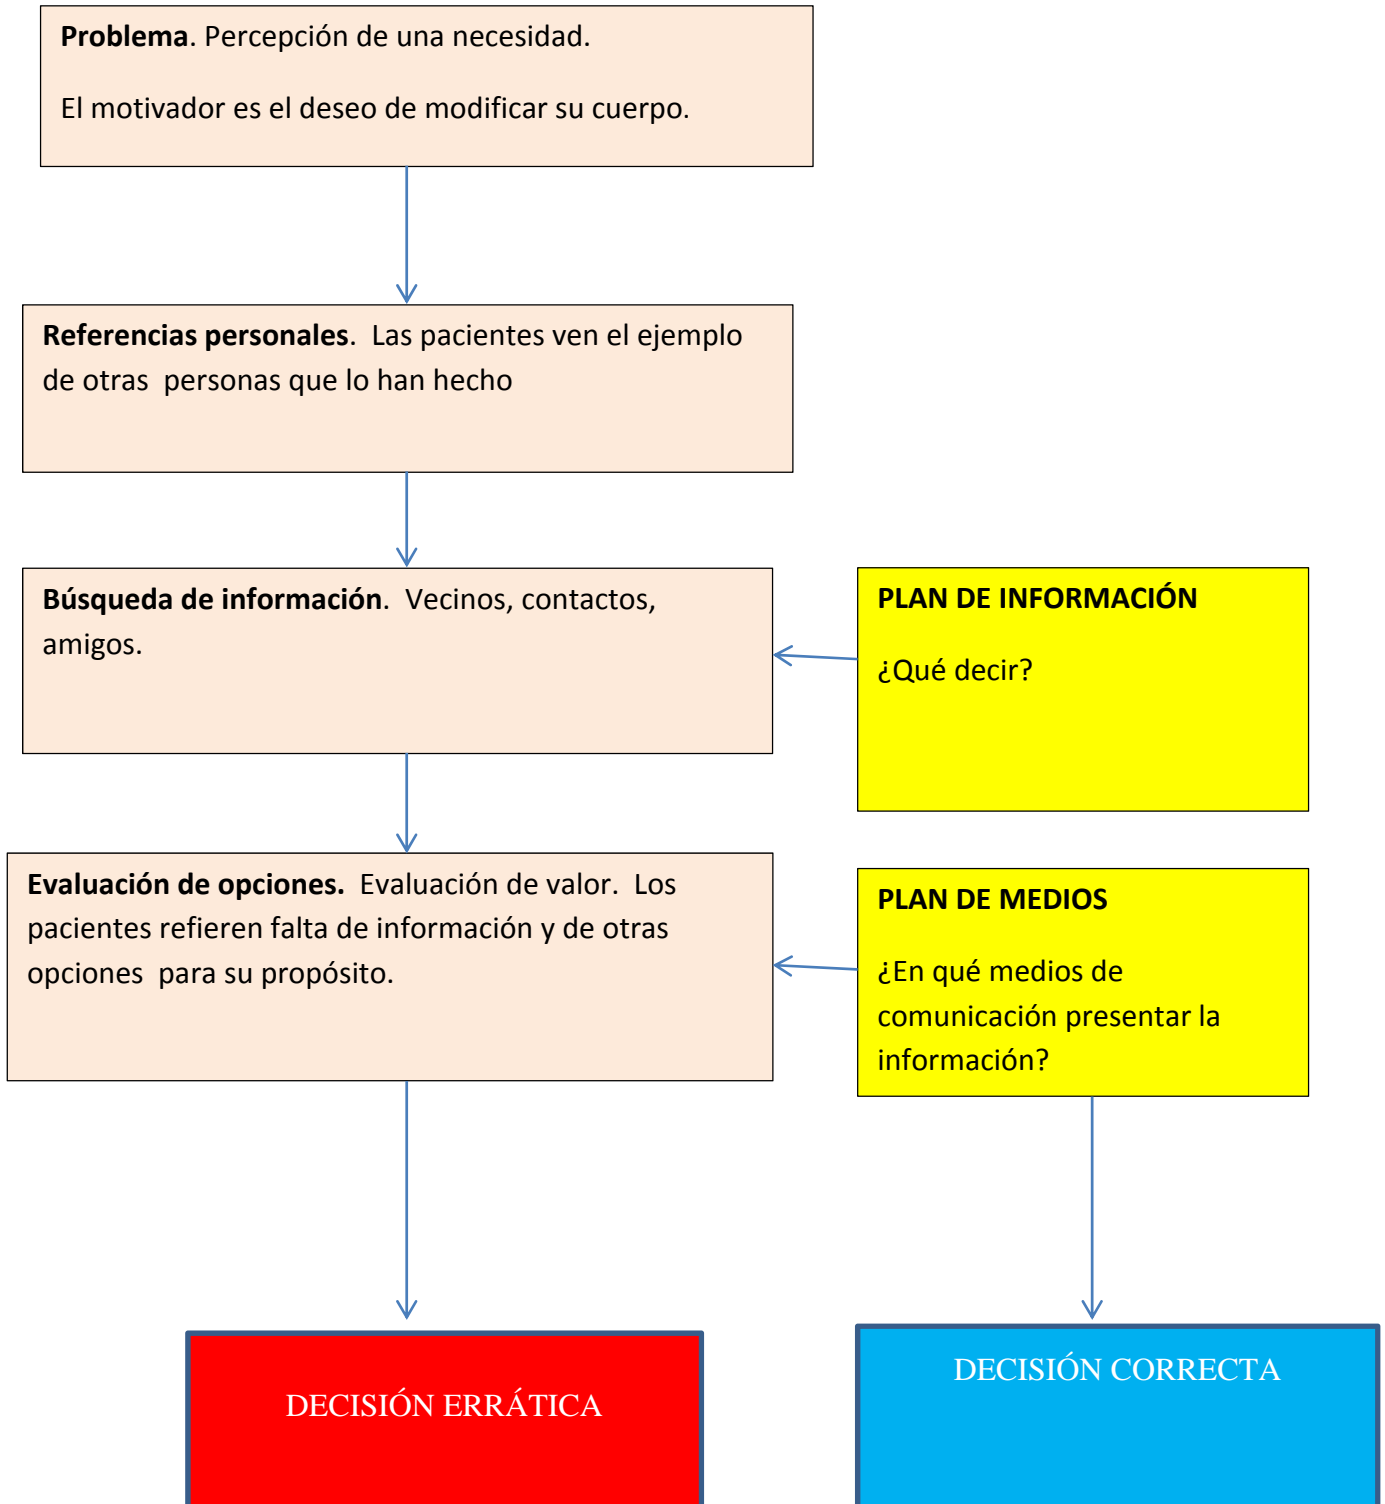 Problema. Percepción de una necesidad.
El motivador es el deseo de modificar su cuerpo.
Referencias personales.  Las pacientes ven el ejemplo
de otras  personas que lo han hecho
Búsqueda de información.  Vecinos, contactos,
amigos.
PLAN DE INFORMACIÓN
¿Qué decir?
Evaluación de opciones.  Evaluación de valor.  Los
pacientes refieren falta de información y de otras
opciones  para su propósito.
PLAN DE MEDIOS
¿En qué medios de
comunicación presentar la
información?
DECISIÓN ERRÁTICA
DECISIÓN CORRECTA